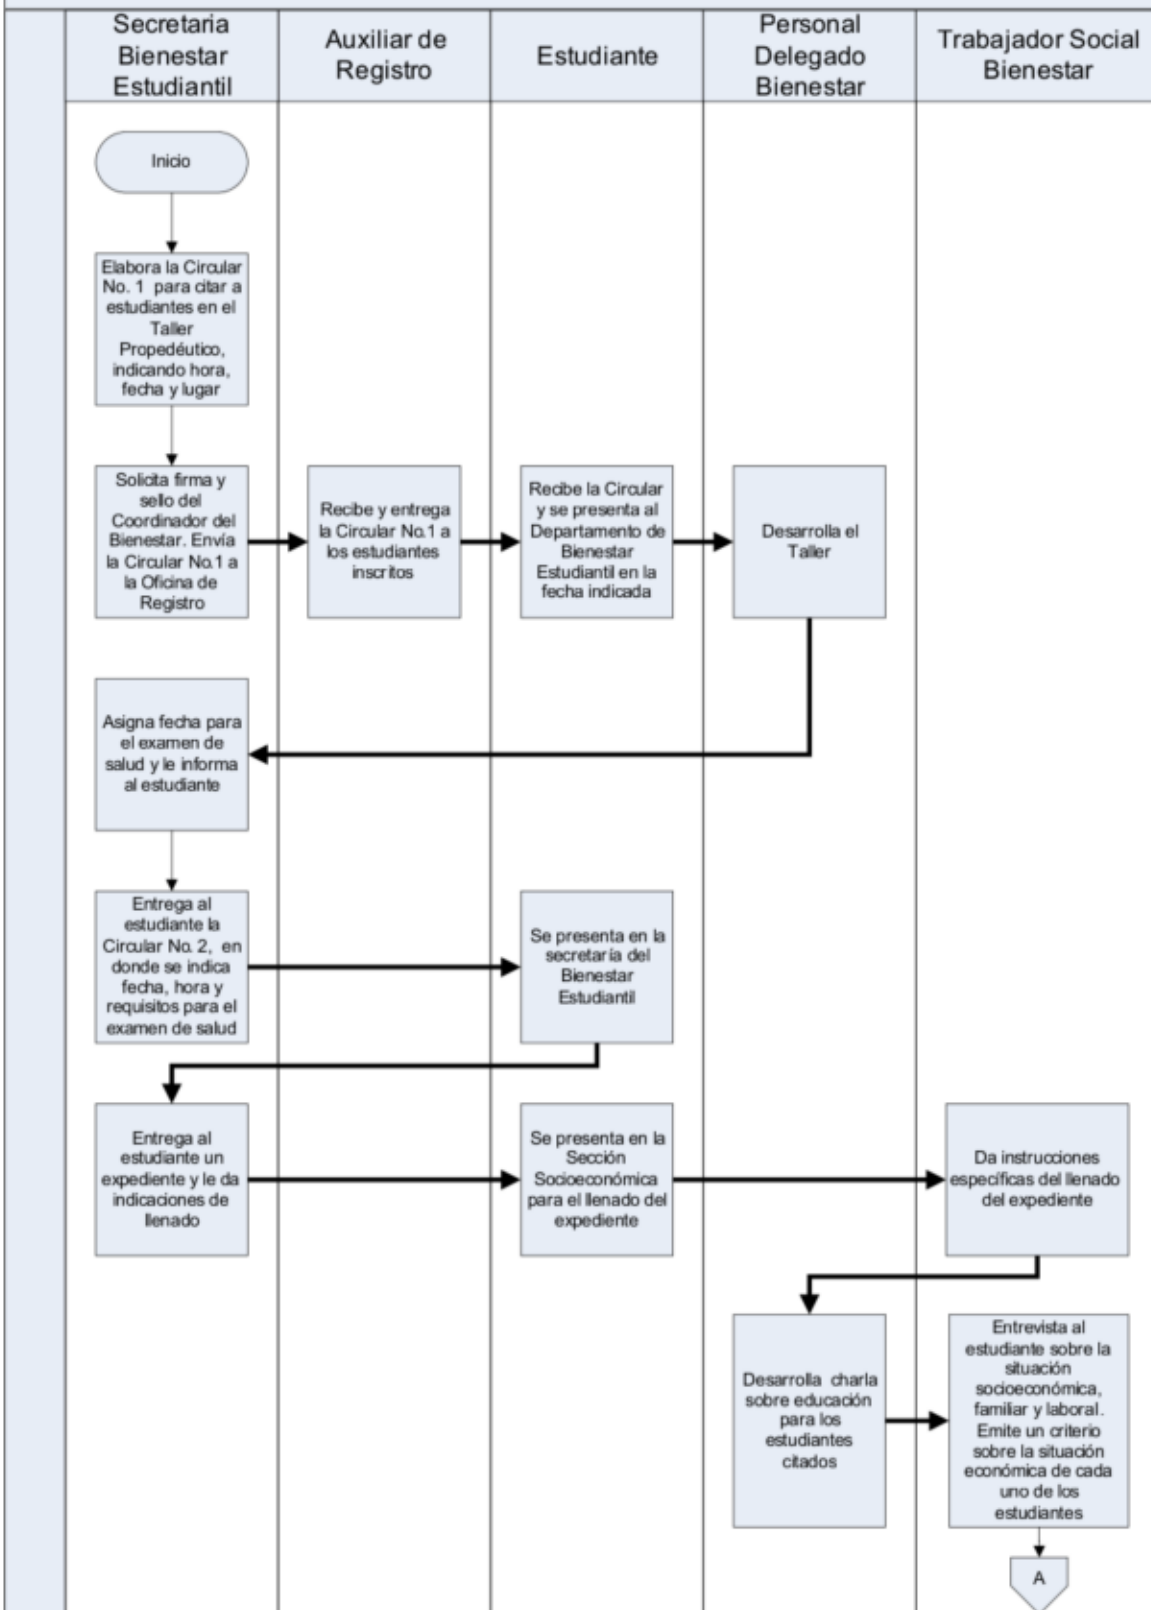 Secretaria
Bienestar
Estudiantil
Auxiliar de
Registro
Estudiante
Personal
Delegado
Bienestar
Trabajador Social
Bienestar
Inicio
Elabora la Circular
No. 1 para citar a
estudiantes en el
Taller
Propedéutico,
indicando hora,
fecha y lugar
Solicita firma y
sello del
Coordinador del
Bienestar. Envía
la Circular No.1 a
la Oficina de
Registro
Recibe y entrega
la Circular No.1 a
los estudiantes
inscritos
Recibe la Circular
y se presenta al
Departamento de
Bienestar
Estudiantil en la
fecha indicada
Desarrolla el
Taller
Asigna fecha para
el examen de
salud y le informa
al estudiante
Entrega al
estudiante la
Circular No. 2, en
donde se indica
fecha, hora y
requisitos para el
examen de salud
Se presenta en la
secretaría del
Bienestar
Estudiantil
Entrega al
estudiante un
expediente y le da
indicaciones de
llenado
Se presenta en la
Sección
Socioeconómica
para el llenado del
expediente
Da instrucciones
específicas del llenado
del expediente
Desarrolla charla
sobre educación
para los
estudiantes
citados
Entrevista al
estudiante sobre la
situación
socioeconómica,
familiar y laboral.
Emite un criterio
sobre la situación
económica de cada
uno de los
estudiantes
A